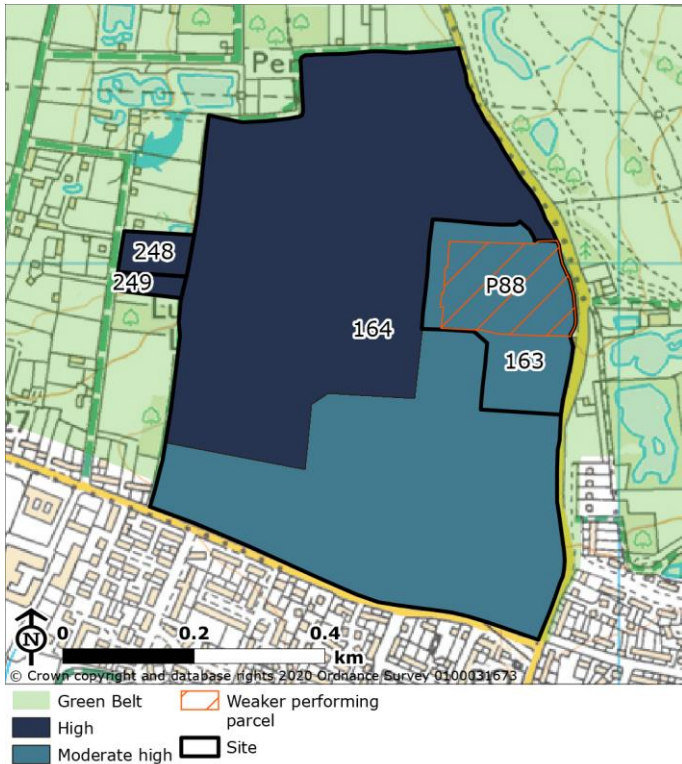 Per
248
249
Lu
L
164
P88
163
97
N
0 0.2 0.4
km
© Crown copyright and database rights 2020 Ordnance Survey 0100031673
Green Belt
High
Moderate high
Weaker performing
parcel
Site